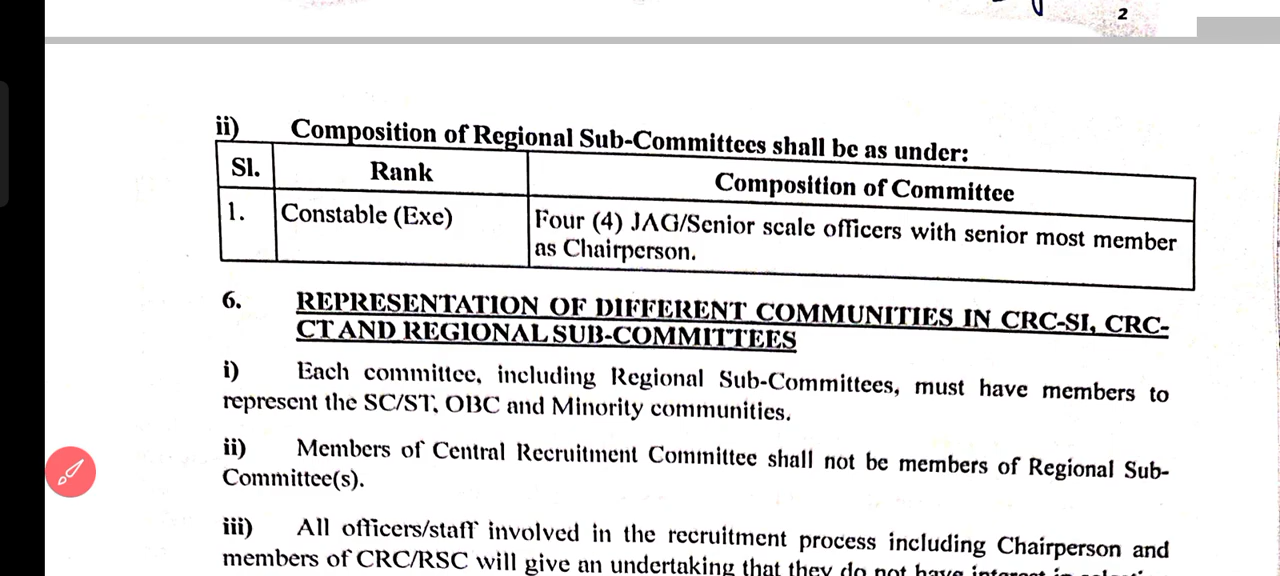 2
ii) Composition of Regional Sub-Committees shall be as under:
Sl. Rank Composition of Committee
1. Constable (Exe) Four (4) JAG/Senior scale officers with senior most member
as Chairperson.
6. REPRESENTATION OF DIFFERENT COMMUNITIES IN CRC-SI, CRC-
CT AND REGIONAL SUB-COMMITTEES
i) Each committee, including Regional Sub-Committees, must have members to
represent the SC/ST, OBC and Minority communities.
ii) Members of Central Recruitment Committee shall not be members of Regional Sub-
Committee(s).
iii) All officers/staff involved in the recruitment process including Chairperson and
members of CRC/RSC will give an undertaking that they do not have interest in